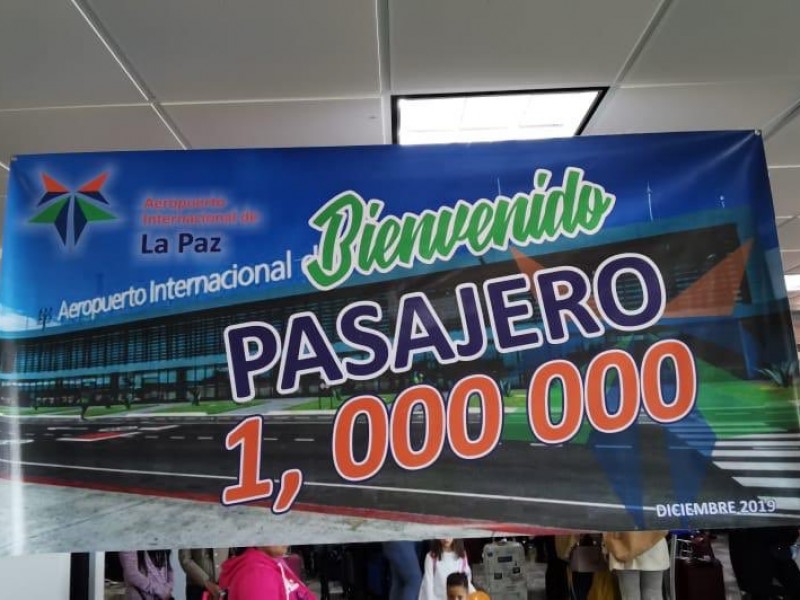 Aeropuerto
Internacional de
La Paz
Aeropuerto Internacional
Bienvenido
PASAJERO
1, 000 000
DICIEMBRE 2019